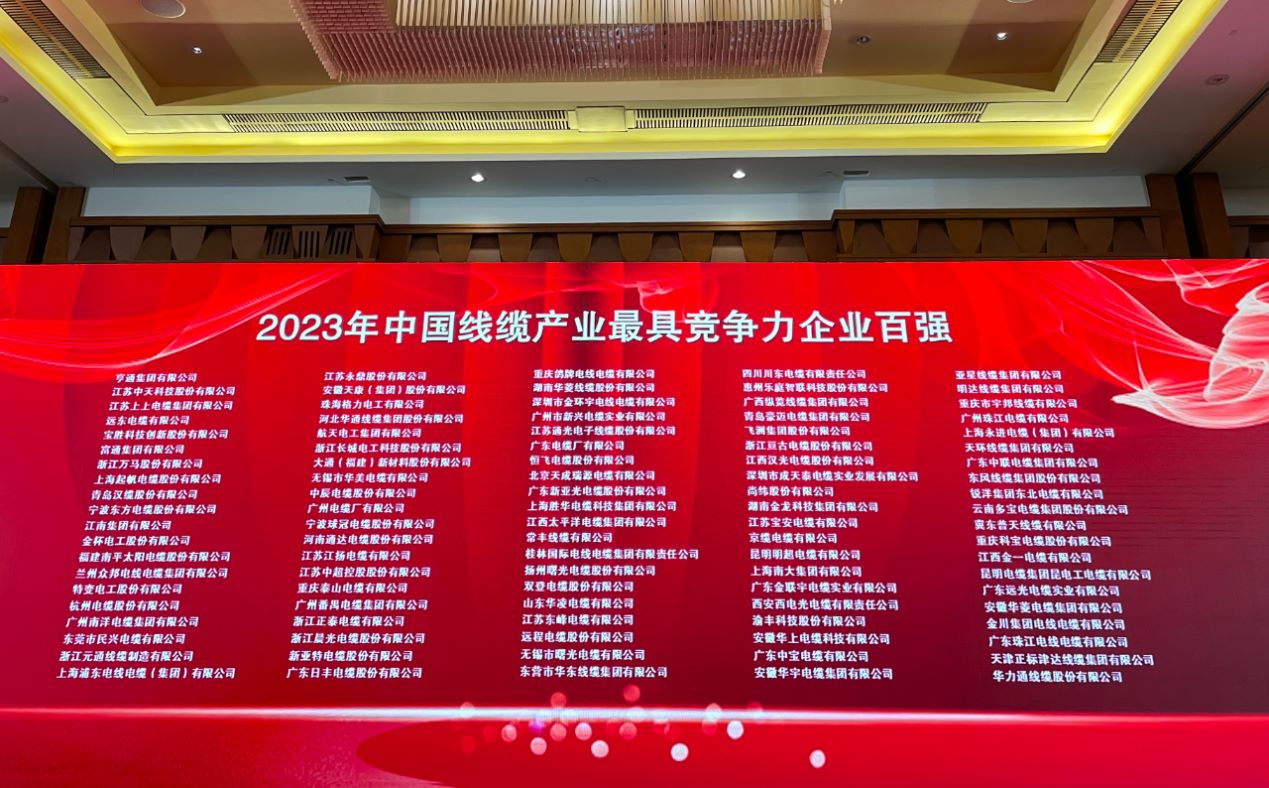 2023年中国线缆产业最具竞争力企业百强
亨通集团有限公司
江苏中天科技股份有限公司
江苏上上电缆集团有限公司
远东电缆有限公司
宝胜科技创新股份有限公司
富通集团有限公司
浙江万马股份有限公司
上海起帆电缆股份有限公司
青岛汉缆股份有限公司
宁波东方电缆股份有限公司
江南集团有限公司
金杯电工股份有限公司
福建南平太阳电缆股份有限公司
兰州众邦电线电缆集团有限公司
特变电工股份有限公司
杭州电缆股份有限公司
广州南洋电缆集团有限公司
东莞市民兴电缆有限公司
浙江元通线缆制造有限公司
上海浦东电线电缆（集团）有限公司
江苏永鼎股份有限公司
安徽天康（集团）股份有限公司
珠海格力电工有限公司
河北华通线缆集团股份有限公司
航天电工集团有限公司
浙江长城电工科技股份有限公司
大通（福建）新材料股份有限公司
无锡市华美电缆有限公司
中辰电缆股份有限公司
广州电缆厂有限公司
宁波球冠电缆股份有限公司
河南通达电缆股份有限公司
江苏江扬电缆有限公司
江苏中超控股股份有限公司
重庆泰山电缆有限公司
广州番禺电缆集团有限公司
浙江正泰电缆有限公司
浙江晨光电缆股份有限公司
新亚特电缆股份有限公司
广东日丰电缆股份有限公司
重庆鸽牌电线电缆有限公司
湖南华菱线缆股份有限公司
深圳市金环宇电线电缆有限公司
广州市新兴电缆实业有限公司
江苏通光电子线缆股份有限公司
广东电缆厂有限公司
恒飞电缆股份有限公司
北京天成瑞源电缆有限公司
广东新亚光电缆股份有限公司
上海胜华电缆科技集团有限公司
江西太平洋电缆集团有限公司
常丰线缆有限公司
桂林国际电线电缆集团有限责任公司
扬州曙光电缆股份有限公司
双登电缆股份有限公司
山东华凌电缆有限公司
江苏东峰电缆有限公司
远程电缆股份有限公司
无锡市曙光电缆有限公司
东营市华东线缆集团有限公司
四川川东电缆有限责任公司
惠州乐庭智联科技股份有限公司
广西纵览线缆集团有限公司
青岛豪迈电缆集团有限公司
飞洲集团股份有限公司
浙江亘古电缆股份有限公司
江西汉光电缆股份有限公司
深圳市成天泰电缆实业发展有限公司
尚纬股份有限公司
湖南金龙科技集团有限公司
江苏宝安电缆有限公司
京缆电缆有限公司
昆明明超电缆有限公司
上海南大集团有限公司
广东金联宇电缆实业有限公司
西安西电光电缆有限责任公司
渝丰科技股份有限公司
安徽华上电缆科技有限公司
广东中宝电缆有限公司
安徽华宇电缆集团有限公司
亚星线缆集团有限公司
明达线缆集团有限公司
重庆市宇邦线缆有限公司
广州珠江电缆有限公司
上海永进电缆（集团）有限公司
天环线缆集团有限公司
广东中联电缆集团有限公司
东风线缆集团股份有限公司
锐洋集团东北电缆有限公司
云南多宝电缆集团股份有限公司
冀东普天线缆有限公司
重庆科宝电缆股份有限公司
江西金一电缆有限公司
昆明电缆集团昆电工电缆有限公司
广东远光电缆实业有限公司
安徽华菱电缆集团有限公司
金川集团电线电缆有限公司
广东珠江电线电缆有限公司
天津正标津达线缆集团有限公司
华力通线缆股份有限公司